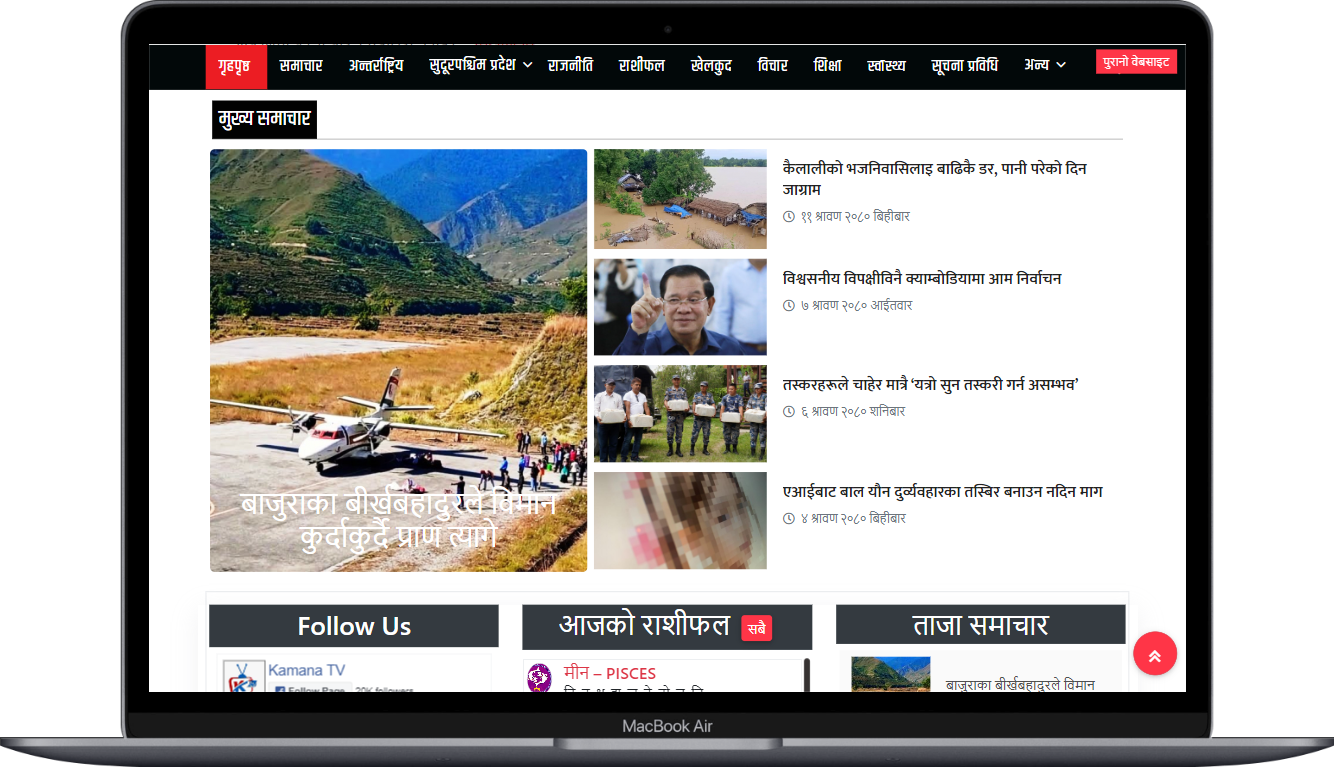 गृहपृष्ठ समाचार अन्तर्राष्ट्रिय सुदूरपश्चिम प्रदेश राजनीति राशीफल खेलकुद विचार शिक्षा स्वास्थ्य सूचना प्रविधि अन्य पुरानो वेबसाइट
मुख्य समाचार
कैलालीको भजनिवासिलाइ बाढिकै डर, पानी परेको दिन
जाग्राम
११ श्रावण २०८० बिहीबार
विश्वसनीय विपक्षीविनै क्याम्बोडियामा आम निर्वाचन
७ श्रावण २०८० आईतवार
तस्करहरूले चाहेर मात्रै ‘यत्रो सुन तस्करी गर्न असम्भव’
६ श्रावण २०८० शनिबार
एआईबाट बाल यौन दुर्व्यवहारका तस्बिर बनाउन नदिन माग
४ श्रावण २०८० बिहीबार
बाजुराका बीर्खबहादुरले विमान
कुर्दाकुर्दै प्राण त्यागे
Follow Us
आजको राशीफल सबै
ताजा समाचार
Kamana TV
Follow Page 20K followers
मीन – PISCES
बाजुराका बीर्खबहादुरले विमान
MacBook Air